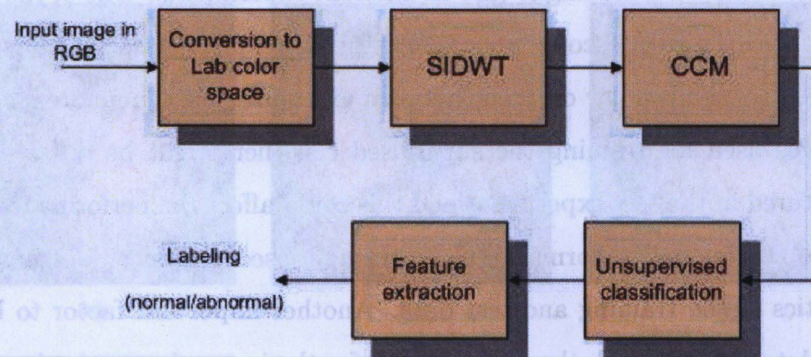 Input image in
RGB
Conversion to
Lab color
space
SIDWT
CCM
Labeling
(normal/abnormal)
Feature
extraction
Unsupervised
classification